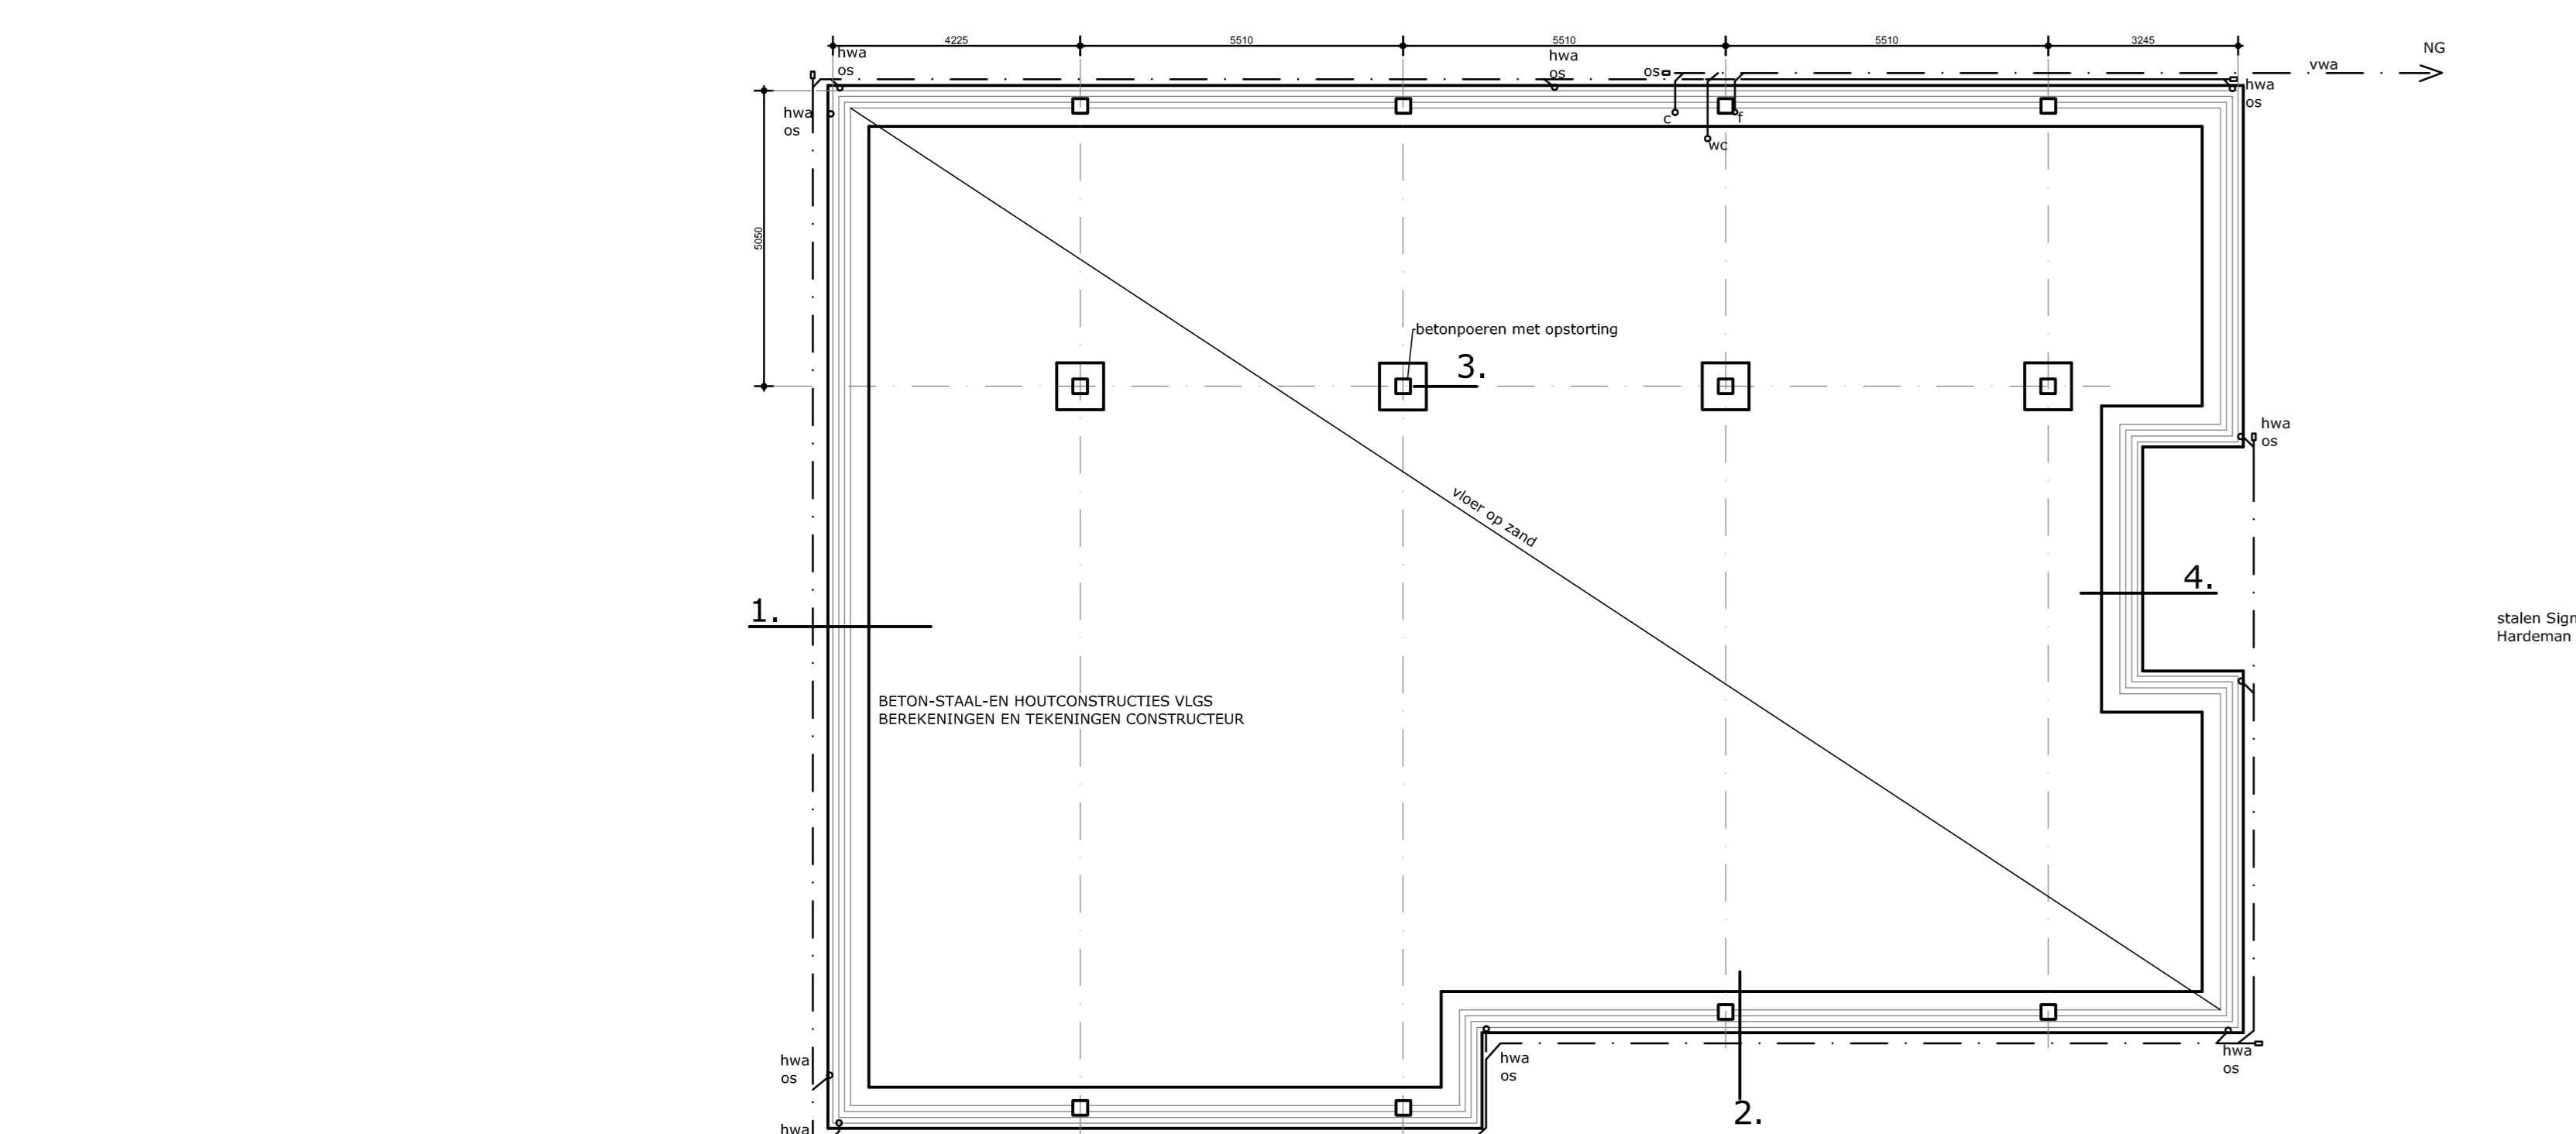 4225
5510
5510
5510
3245
NG
hwa
os
hwa
os
os
vwa
hwa
os
hwa
os
c
f
wc
5050
betonpoeren met opstorting
3.
hwa
os
vloer op zand
4.
1.
stalen Sign
Hardeman
BETON-STAAL-EN HOUTCONSTRUCTIES VLGS
BEREKENINGEN EN TEKENINGEN CONSTRUCTEUR
hwa
os
hwa
os
hwa
os
2.
hwa